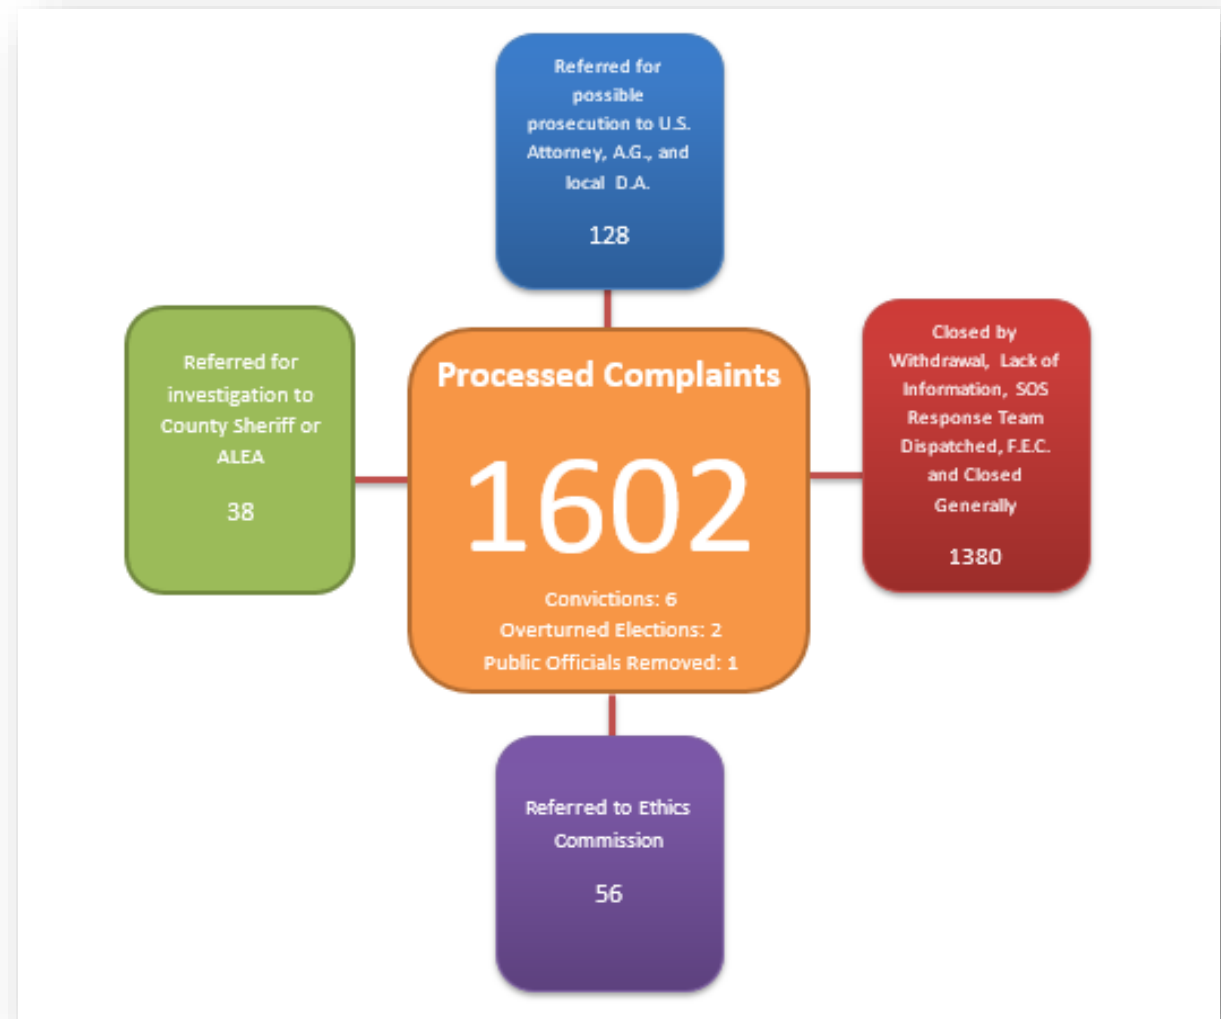 Referred for
possible
prosecution to U.S.
Attorney, A.G., and
local D.A.
128
Referred for
investigation to
County Sheriff or
ALEA
38
Processed Complaints
1602
Convictions: 6
Overturned Elections: 2
Public Officials Removed: 1
Closed by
Withdrawal, Lack of
Information, SOS
Response Team
Dispatched, F.E.C.
and Closed
Generally
1380
Referred to Ethics
Commission
56